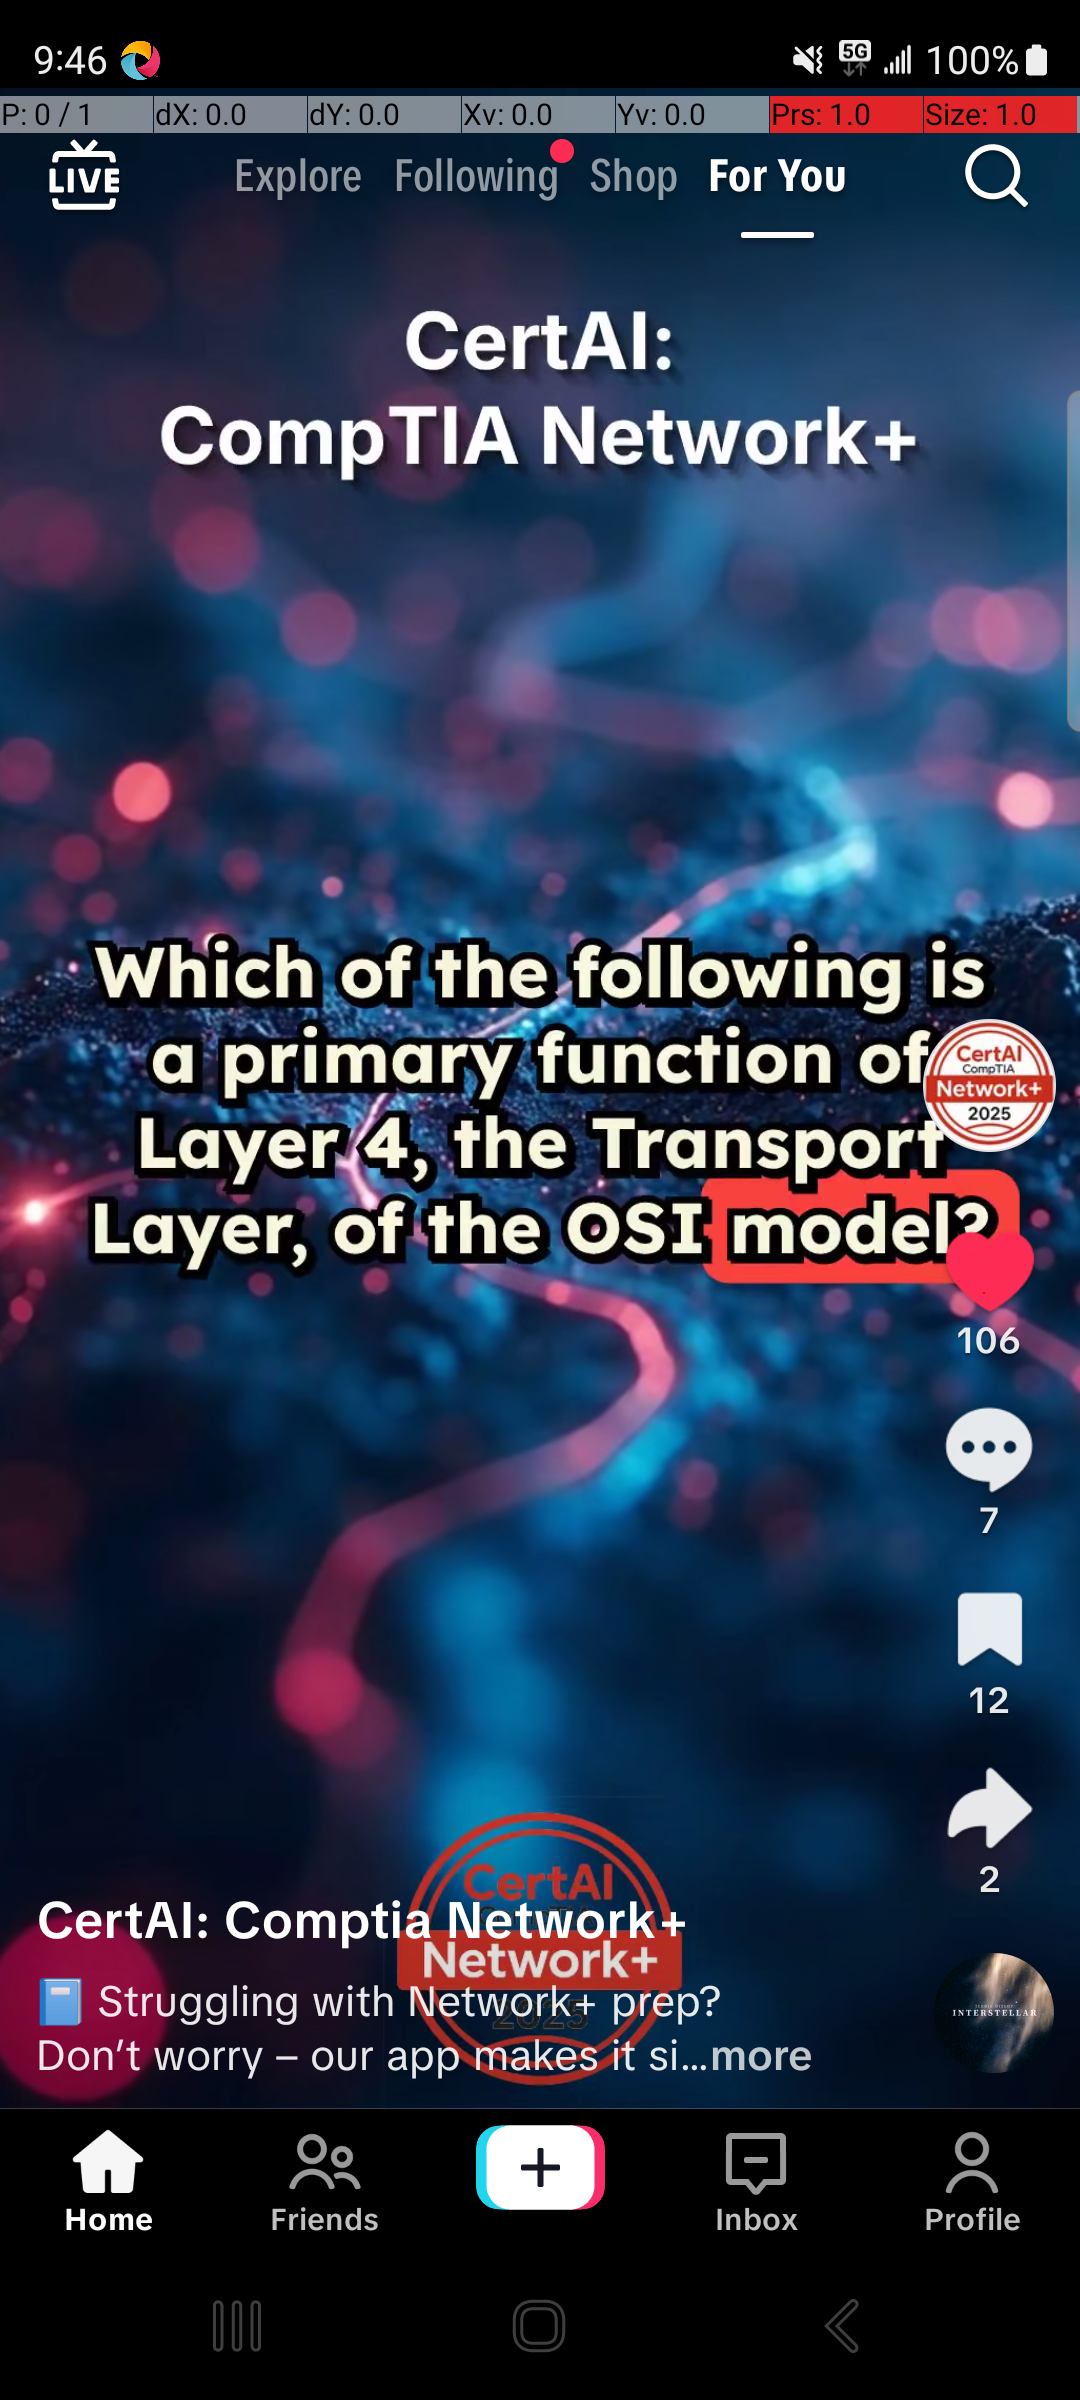 9:46
5G
100%
P: 0 / 1
dX: 0.0
dY: 0.0
Xv: 0.0
Yv: 0.0
Prs: 1.0
Size: 1.0
LIVE
Explore
Following
Shop
For You
CertAI:
CompTIA Network+
Which of the following is
a primary function of
Layer 4, the Transport
Layer, of the OSI model?
CertAI
CompTIA
Network+
2025
106
7
12
2
CertAI
Network+
2025
CertAI: Comptia Network+
📘 Struggling with Network+ prep?
Don’t worry – our app makes it si...more
INTERSTELLAR
Home
Friends
Inbox
Profile